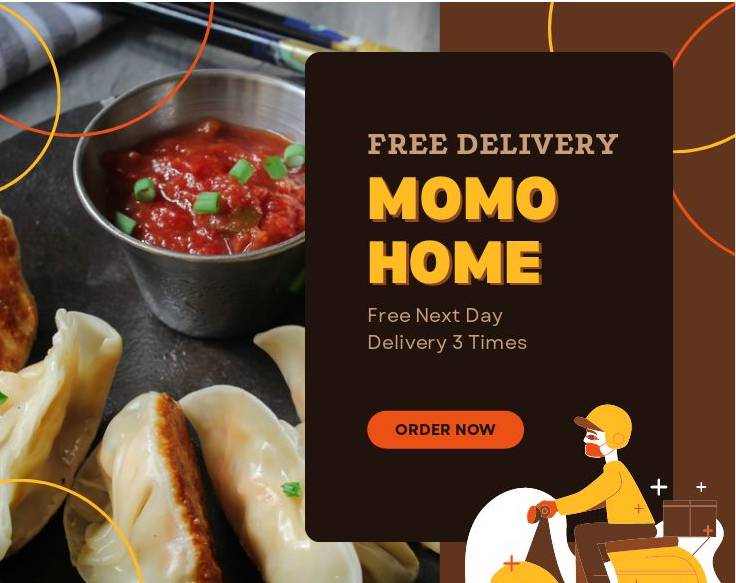 FREE DELIVERY
MOMO
HOME
Free Next Day
Delivery 3 Times
ORDER NOW